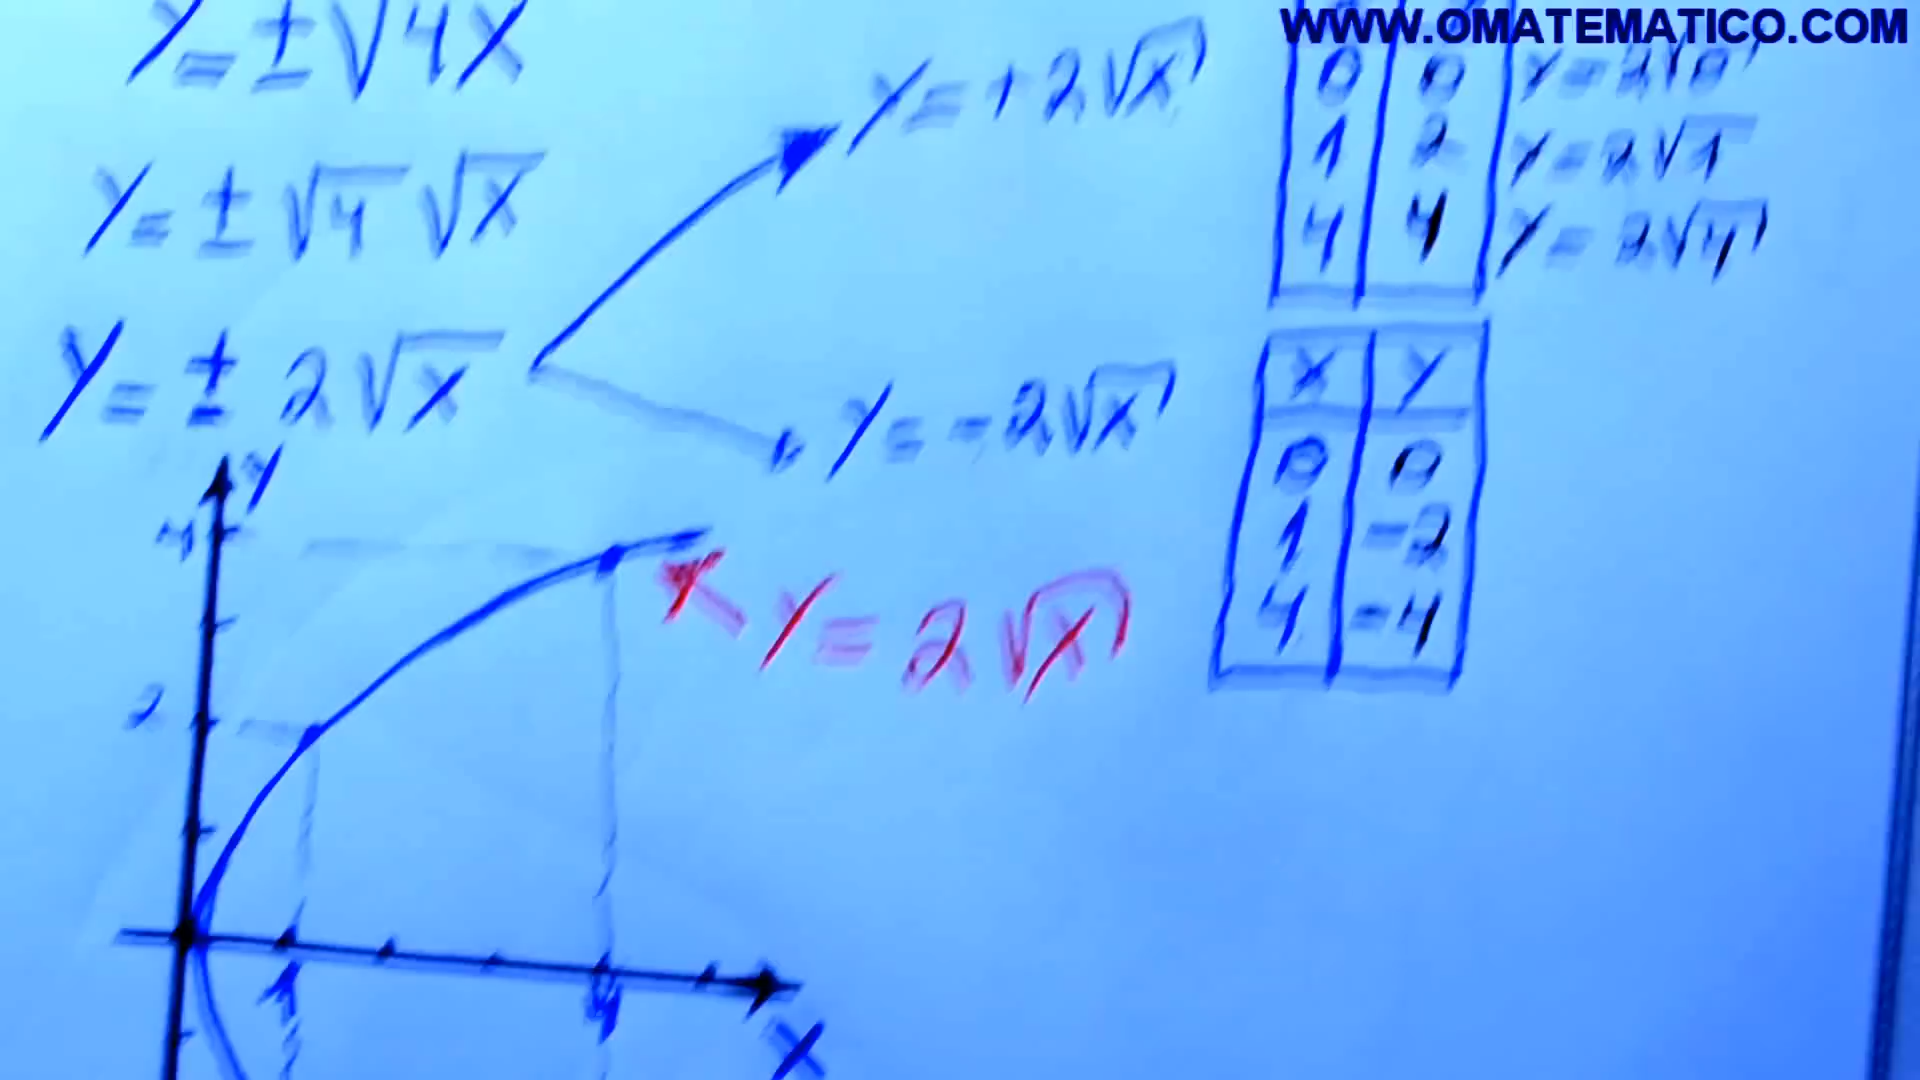 WWW.OMATEMATICO.COM
Y = ±√4X
Y = ± √4 √X
Y = ± 2√X
Y = + 2√X
Y = - 2√X
0 0 Y = 2√0
1 2 Y = 2√1
4 4 Y = 2√4
X Y
0 0
1 -2
4 -4
Y
4
2
Y = 2√X
1 4
X